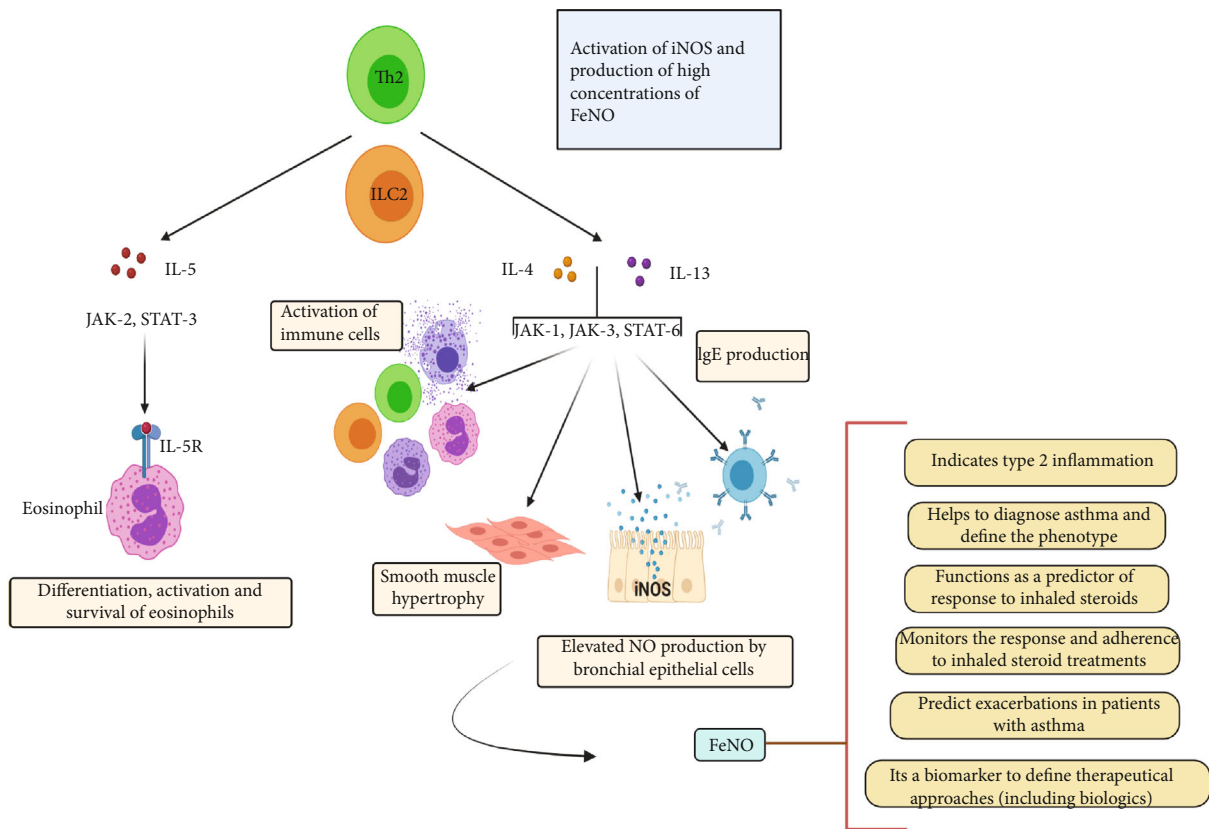 Th2
ILC2
Activation of iNOS and
production of high
concentrations of
FeNO
IL-5
JAK-2, STAT-3
IL-5R
Eosinophil
Differentiation, activation and
survival of eosinophils
IL-4
IL-13
JAK-1, JAK-3, STAT-6
Activation of
immune cells
IgE production
Smooth muscle
hypertrophy
iNOS
Elevated NO production by
bronchial epithelial cells
FeNO
Indicates type 2 inflammation
Helps to diagnose asthma and
define the phenotype
Functions as a predictor of
response to inhaled steroids
Monitors the response and adherence
to inhaled steroid treatments
Predict exacerbations in patients
with asthma
Its a biomarker to define therapeutical
approaches (including biologics)